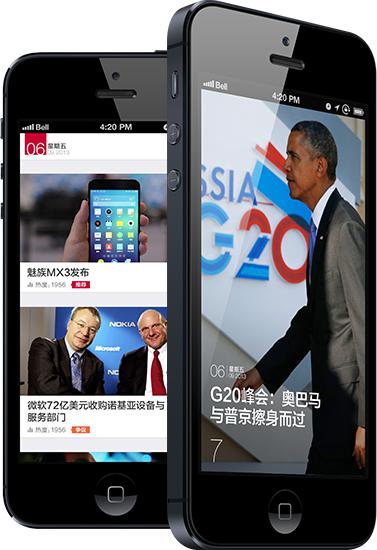 Bell
4:20 PM
06
星期五
09.2013
魅族MX3发布
热度: 1956
推荐
NOKIA
Microsoft
微软72亿美元收购诺基亚设备与
服务部门
热度: 1956
争议
Bell
4:20 PM
SSIA
G20
06
星期五
09.2013
G20峰会：奥巴马
与普京擦身而过
7